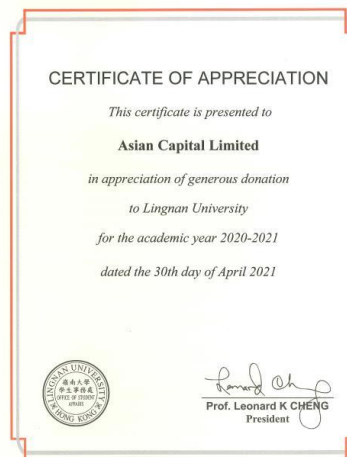 CERTIFICATE OF APPRECIATION
This certificate is presented to
Asian Capital Limited
in appreciation of generous donation
to Lingnan University
for the academic year 2020-2021
dated the 30th day of April 2021
LINGNAN UNIVERSITY
嶺南大學
學生事務處
OFFICE OF STUDENT
AFFAIRS
HONG KONG
Leonard Ch
Prof. Leonard K CHENG
President